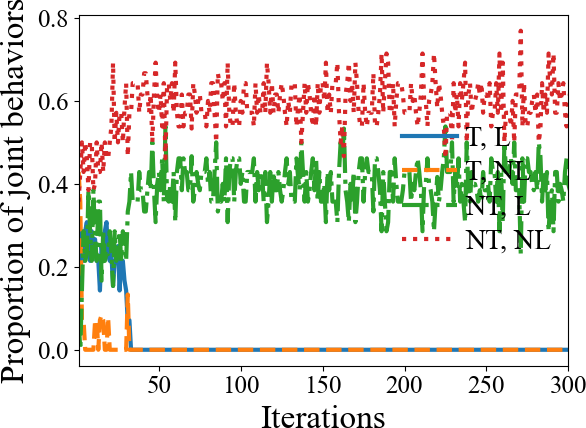 Proportion of joint behaviors
0.8
0.6
0.4
0.2
0.0
T, L
T, NL
NT, L
NT, NL
50
100
150
200
250
300
Iterations